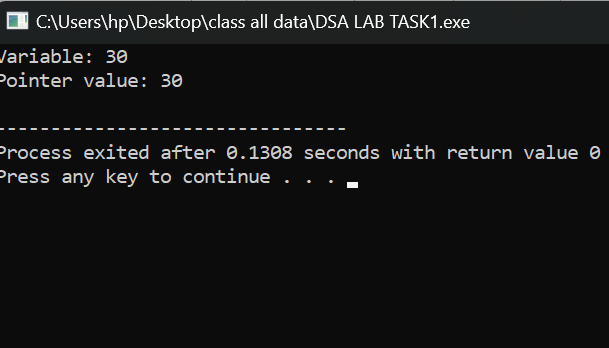 C:\Users\hp\Desktop\class all data\DSA LAB TASK1.exe
Variable: 30
Pointer value: 30
--------------------------------
Process exited after 0.1308 seconds with return value 0
Press any key to continue . . .